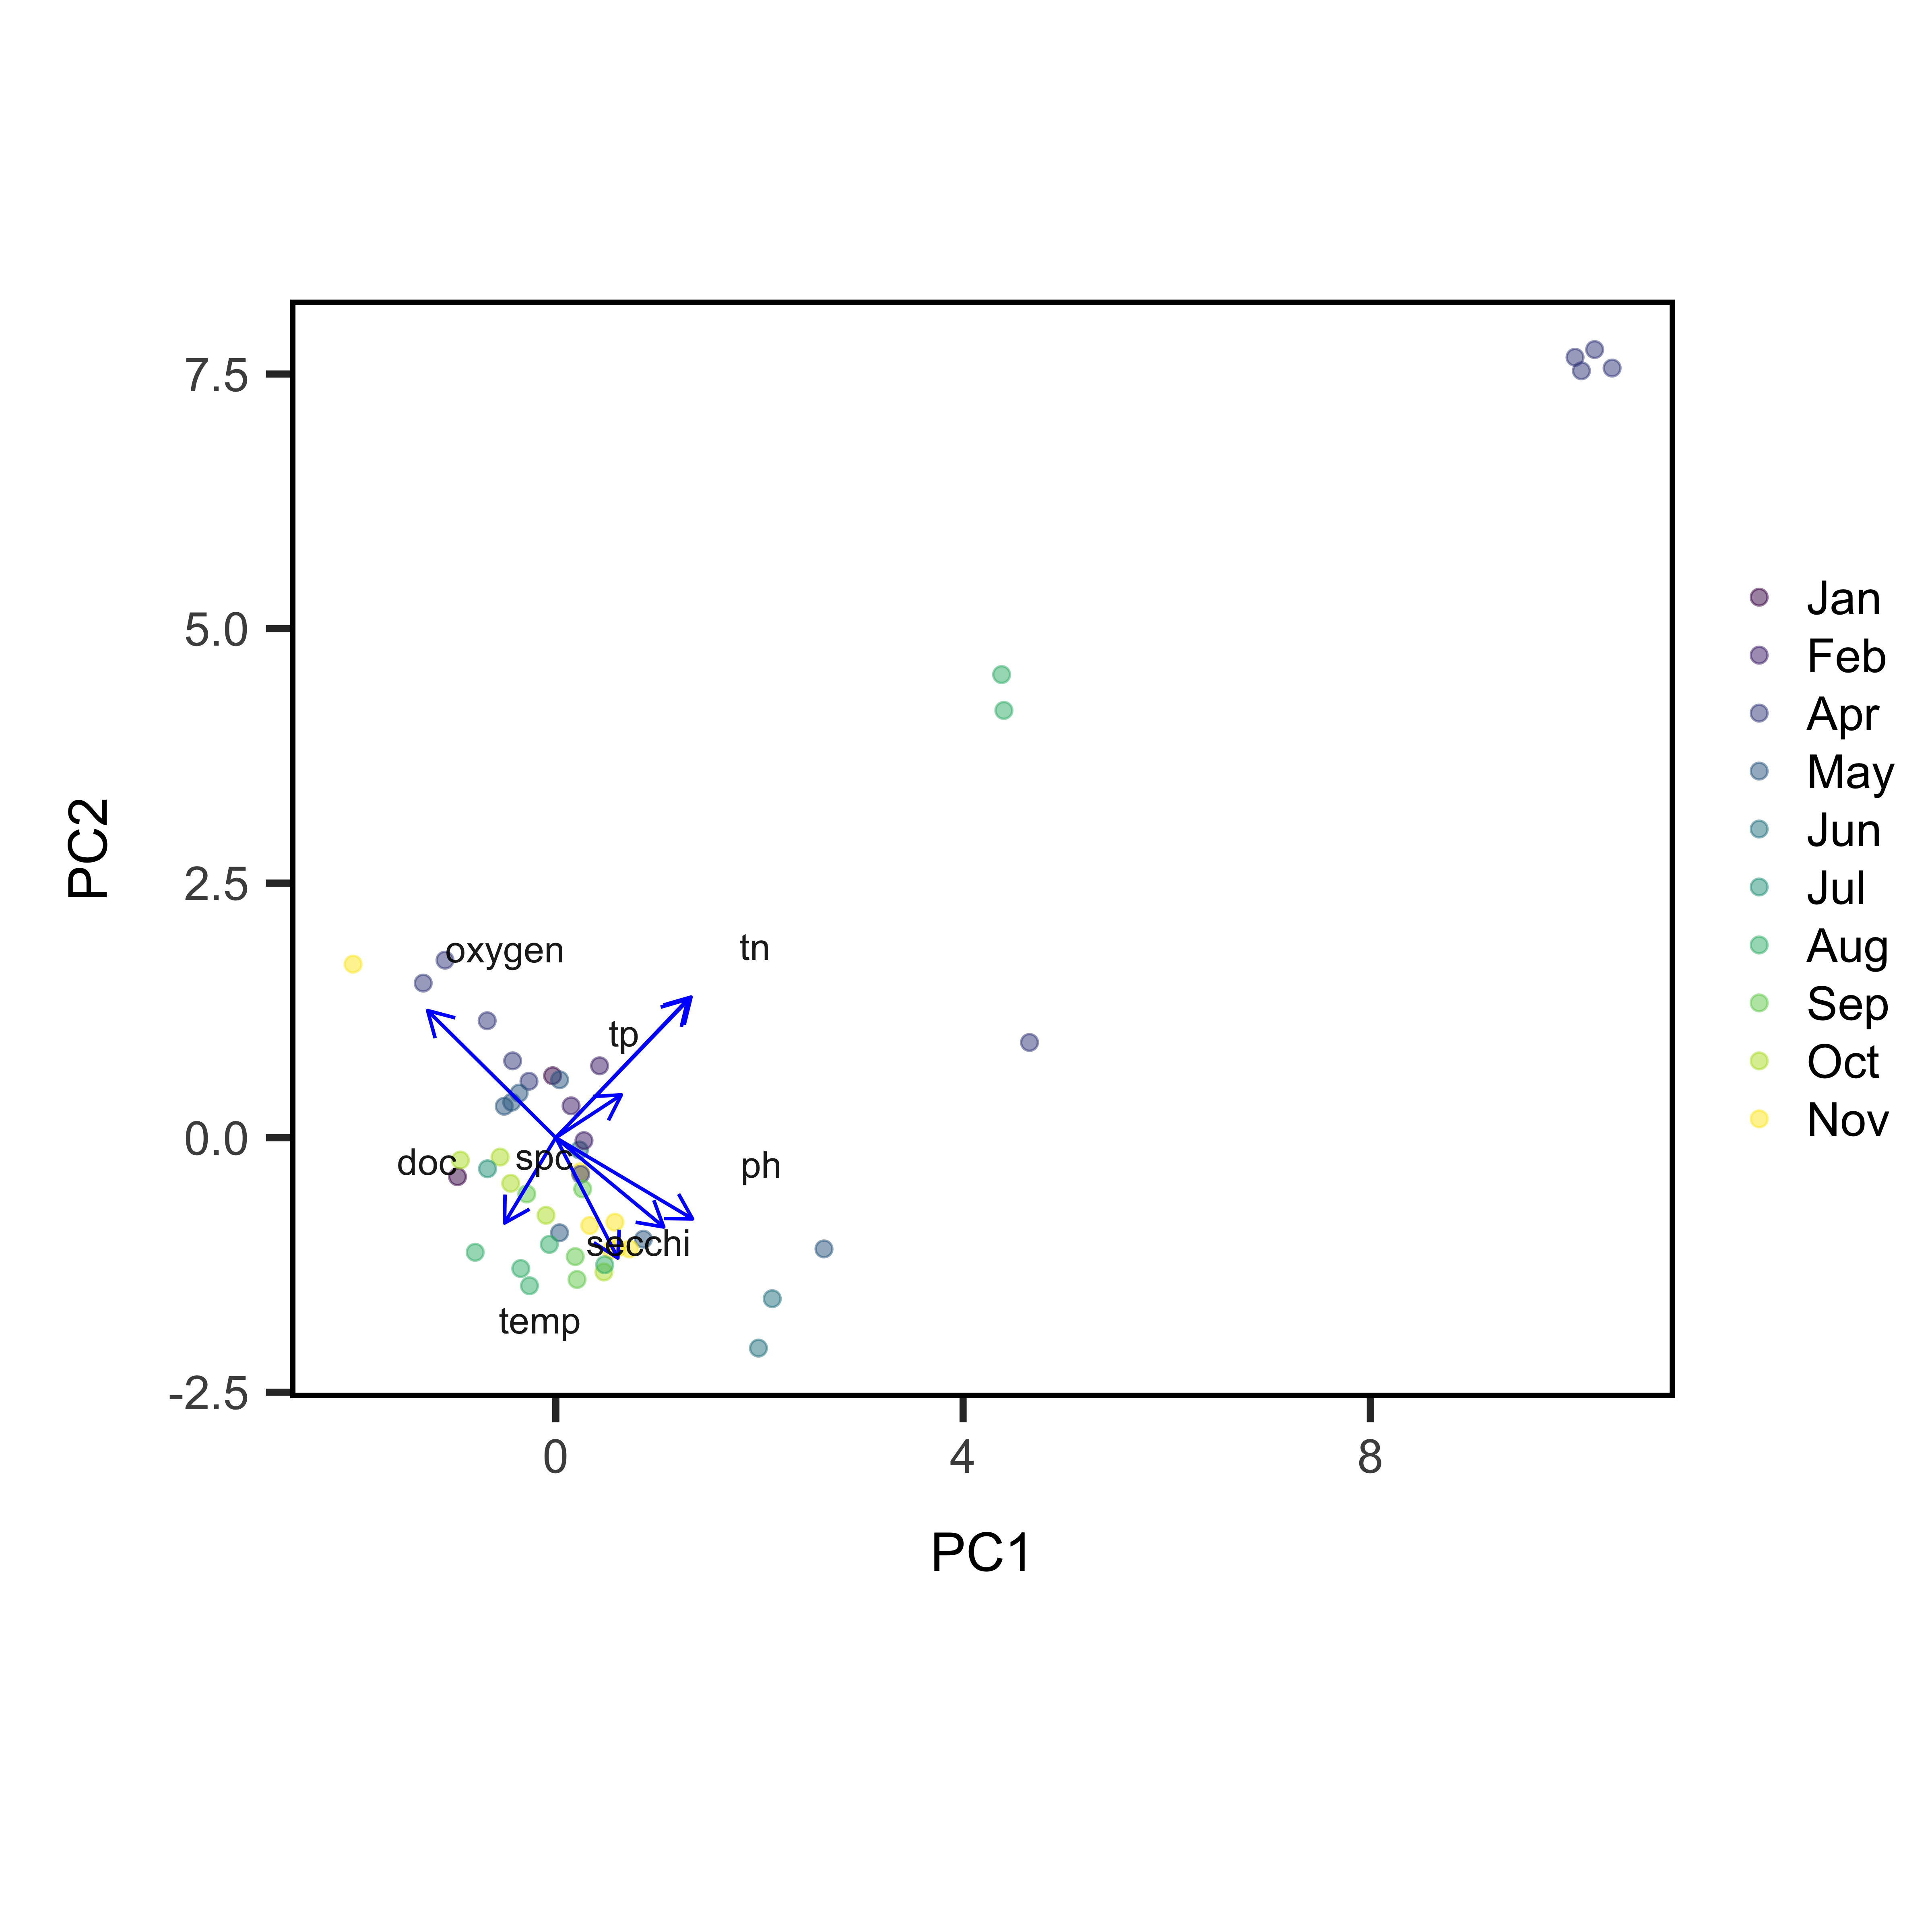 7.5
5.0
2.5
0.0
-2.5
PC2
oxygen
tn
tp
doc
spc
ph
secchi
temp
0
4
8
PC1
Jan
Feb
Apr
May
Jun
Jul
Aug
Sep
Oct
Nov